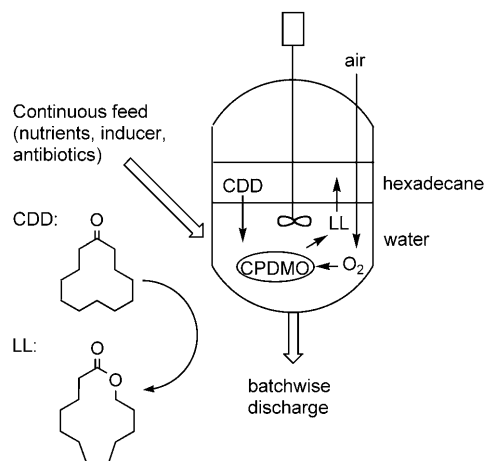 air
Continuous feed
(nutrients, inducer,
antibiotics)
CDD
hexadecane
LL
water
CPDMO
O2
CDD:
O
LL:
O
O
batchwise
discharge